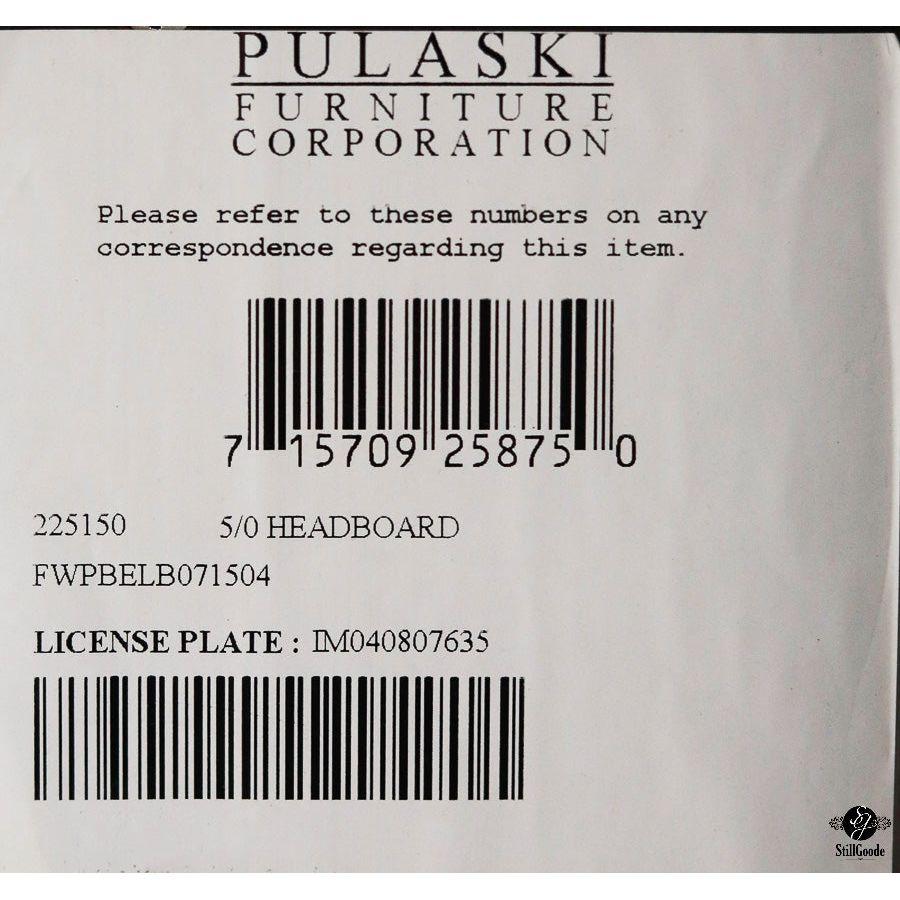 PULASKI
FURNITURE
CORPORATION
Please refer to these numbers on any
correspondence regarding this item.
7 15709 25875 0
225150 5/0 HEADBOARD
FWPBELB071504
LICENSE PLATE : IM040807635
SG
StillGoode